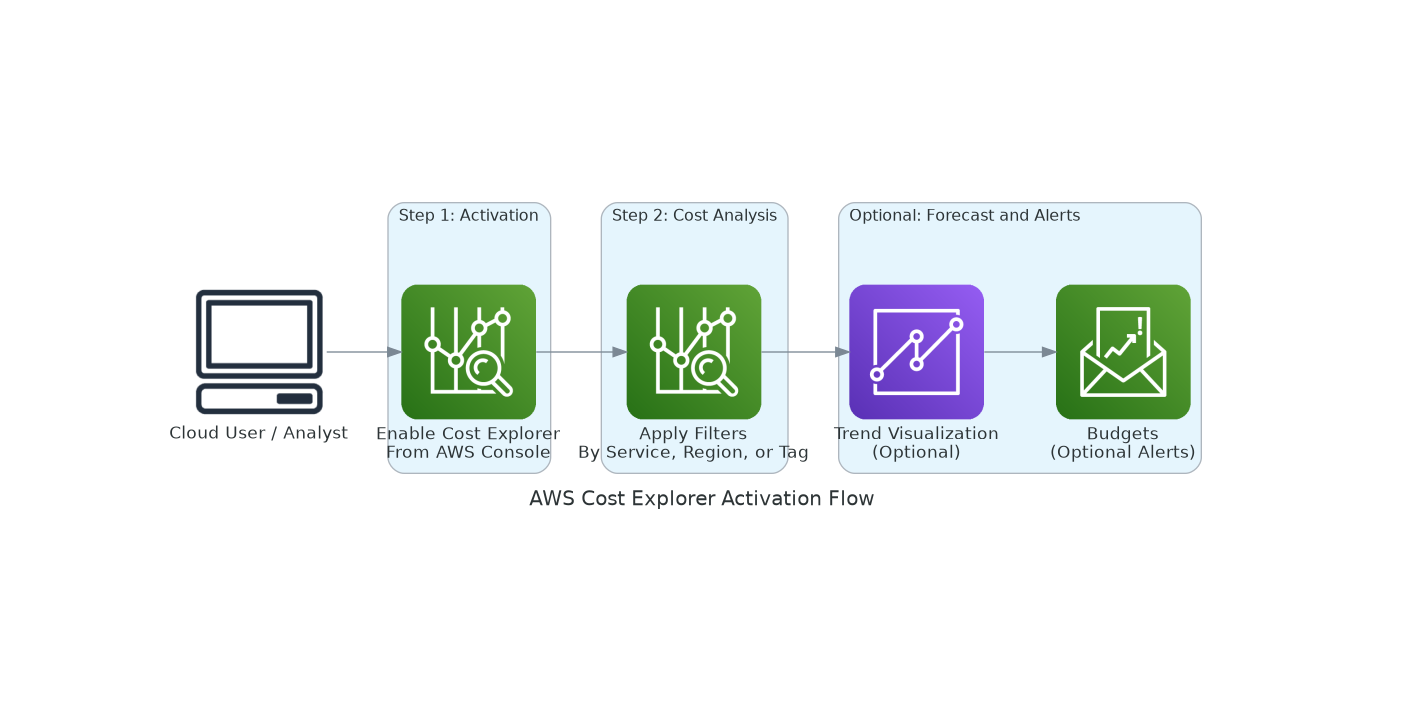 Step 1: Activation
Step 2: Cost Analysis
Optional: Forecast and Alerts
Cloud User / Analyst
Enable Cost Explorer
From AWS Console
Apply Filters
By Service, Region, or Tag
Trend Visualization
(Optional)
Budgets
(Optional Alerts)
AWS Cost Explorer Activation Flow